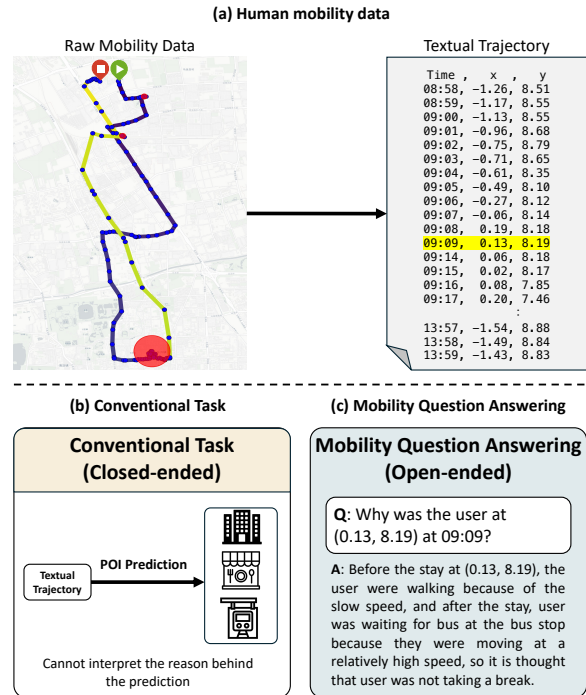 (a) Human mobility data
Raw Mobility Data
Textual Trajectory
Time , x , y
08:58, −1.26, 8.51
08:59, −1.17, 8.55
09:00, −1.13, 8.55
09:01, −0.96, 8.68
09:02, −0.75, 8.79
09:03, −0.71, 8.65
09:04, −0.61, 8.35
09:05, −0.49, 8.10
09:06, −0.27, 8.12
09:07, −0.06, 8.14
09:08, 0.19, 8.18
09:09, 0.13, 8.19
09:14, 0.06, 8.18
09:15, 0.02, 8.17
09:16, 0.08, 7.85
09:17, 0.20, 7.46
:
13:57, −1.54, 8.88
13:58, −1.49, 8.84
13:59, −1.43, 8.83
(b) Conventional Task
Conventional Task
(Closed-ended)
Textual
Trajectory
POI Prediction
Cannot interpret the reason behind
the prediction
(c) Mobility Question Answering
Mobility Question Answering
(Open-ended)
Q: Why was the user at
(0.13, 8.19) at 09:09?
A: Before the stay at (0.13, 8.19), the
user were walking because of the
slow speed, and after the stay, user
was waiting for bus at the bus stop
because they were moving at a
relatively high speed, so it is thought
that user was not taking a break.